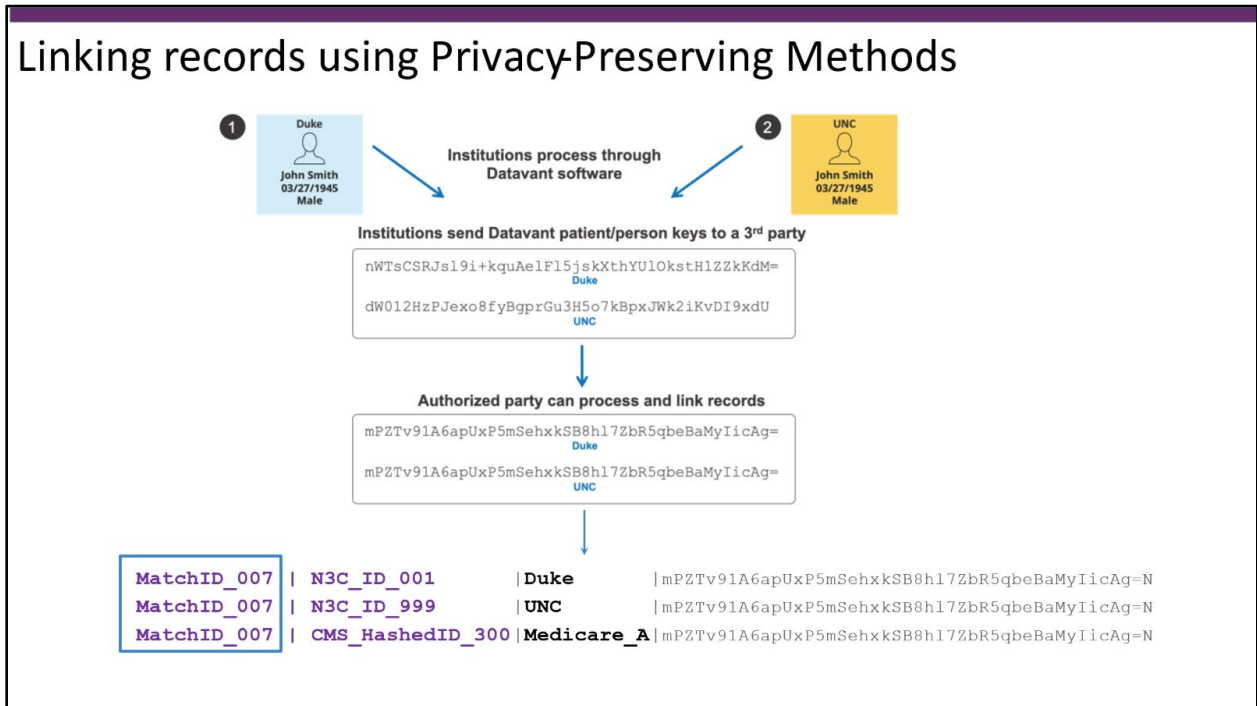 Linking records using Privacy-Preserving Methods
1
Duke
John Smith
03/27/1945
Male
Institutions process through
Datavant software
2
UNC
John Smith
03/27/1945
Male
Institutions send Datavant patient/person keys to a 3rd party
nWTsCSRJsl9i+kquAelFl5jskXthYUlOkstH1ZZkKdM=
Duke
dW012HzPJexo8fyBgprGu3H5o7kBpxJWk2iKvDI9xdU
UNC
Authorized party can process and link records
mPZTv91A6apUxP5mSehxkSB8hl7ZbR5qbeBaMyIicAg=
Duke
mPZTv91A6apUxP5mSehxkSB8hl7ZbR5qbeBaMyIicAg=
UNC
MatchID_007 | N3C_ID_001 |Duke |mPZTv91A6apUxP5mSehxkSB8hl7ZbR5qbeBaMyIicAg=N
MatchID_007 | N3C_ID_999 |UNC |mPZTv91A6apUxP5mSehxkSB8hl7ZbR5qbeBaMyIicAg=N
MatchID_007 | CMS_HashedID_300|Medicare_A|mPZTv91A6apUxP5mSehxkSB8hl7ZbR5qbeBaMyIicAg=N